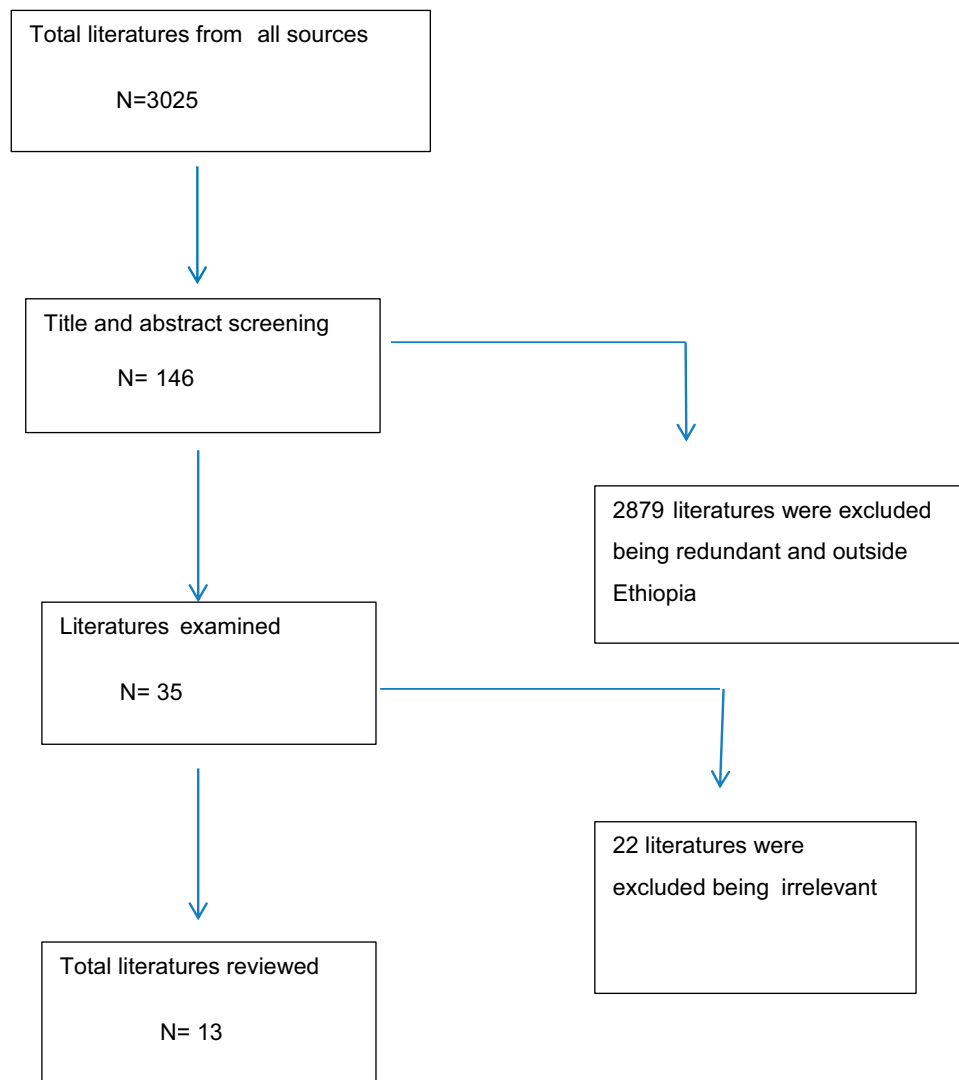 Total literatures from all sources
N=3025
Title and abstract screening
N= 146
2879 literatures were excluded
being redundant and outside
Ethiopia
Literatures examined
N= 35
22 literatures were
excluded being irrelevant
Total literatures reviewed
N= 13